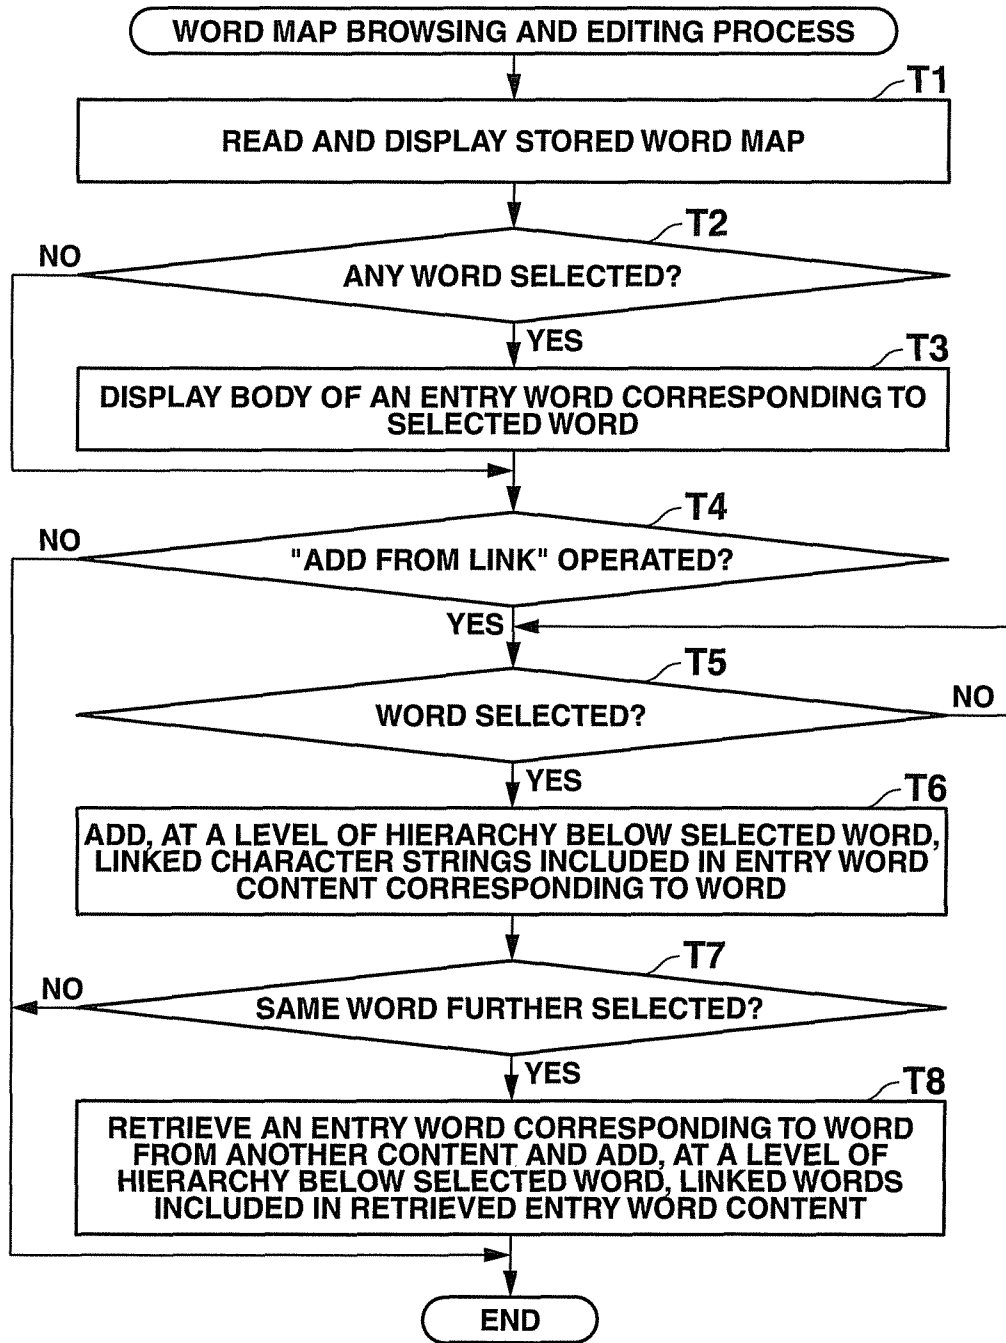 WORD MAP BROWSING AND EDITING PROCESS
T1
READ AND DISPLAY STORED WORD MAP
T2
NO
ANY WORD SELECTED?
YES
T3
DISPLAY BODY OF AN ENTRY WORD CORRESPONDING TO
SELECTED WORD
T4
NO
"ADD FROM LINK" OPERATED?
YES
T5
NO
WORD SELECTED?
YES
T6
ADD, AT A LEVEL OF HIERARCHY BELOW SELECTED WORD,
LINKED CHARACTER STRINGS INCLUDED IN ENTRY WORD
CONTENT CORRESPONDING TO WORD
T7
NO
SAME WORD FURTHER SELECTED?
YES
T8
RETRIEVE AN ENTRY WORD CORRESPONDING TO WORD
FROM ANOTHER CONTENT AND ADD, AT A LEVEL OF
HIERARCHY BELOW SELECTED WORD, LINKED WORDS
INCLUDED IN RETRIEVED ENTRY WORD CONTENT
END